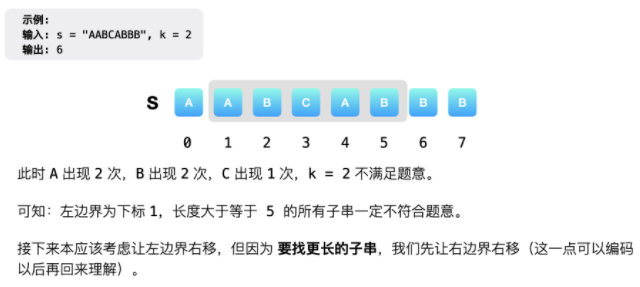 示例:
输入: s = "AABCABBB", k = 2
输出: 6
S A A B C A B B B
0 1 2 3 4 5 6 7
此时 A 出现 2 次，B 出现 2 次，C 出现 1 次，k = 2 不满足题意。
可知：左边界为下标 1，长度大于等于 5 的所有子串一定不符合题意。
接下来本应该考虑让左边界右移，但因为 要找更长的子串，我们先让右边界右移（这一点可以编码
以后再回来理解）。